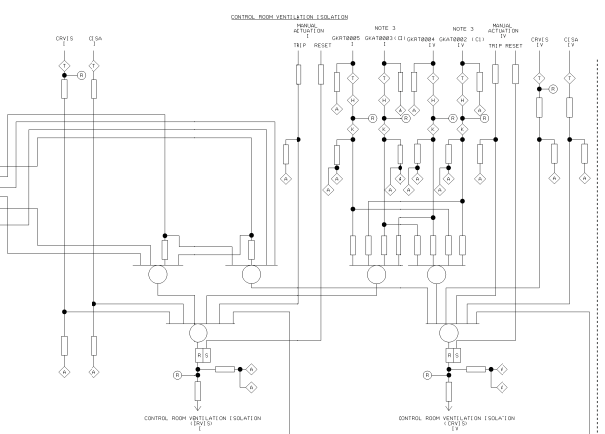 CONTROL ROOM VENTILATION ISOLATION
CRVIS
I
CISA
I
MANUAL
ACTUATION
I
TRIP RESET
GKRT0005
I
NOTE 3
GKAT0003(CI)
I
GKRT0004
IV
NOTE 3
GKAT0002 (CI)
IV
MANUAL
ACTUATION
IV
TRIP RESET
CRVIS
IV
CISA
IV
T
T
T
T
T
T
T
T
R
R
H
H
H
H
R
R
R
R
K
K
K
K
A
A
A
A
A
A
A
A
A
A
A
A
A
A
R S
R S
R
R
A
A
A
A
CONTROL ROOM VENTILATION ISOLATION
(CRVIS)
I
CONTROL ROOM VENTILATION ISOLATION
(CRVIS)
IV